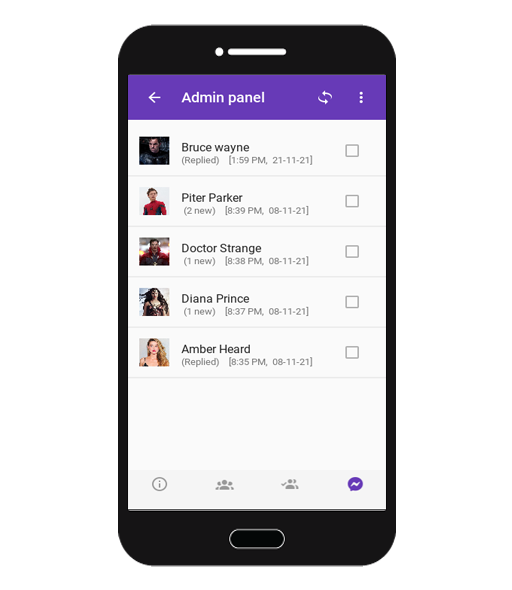 Admin panel
Bruce wayne
(Replied) [1:59 PM, 21-11-21]
Piter Parker
(2 new) [8:39 PM, 08-11-21]
Doctor Strange
(1 new) [8:38 PM, 08-11-21]
Diana Prince
(1 new) [8:37 PM, 08-11-21]
Amber Heard
(Replied) [8:35 PM, 08-11-21]